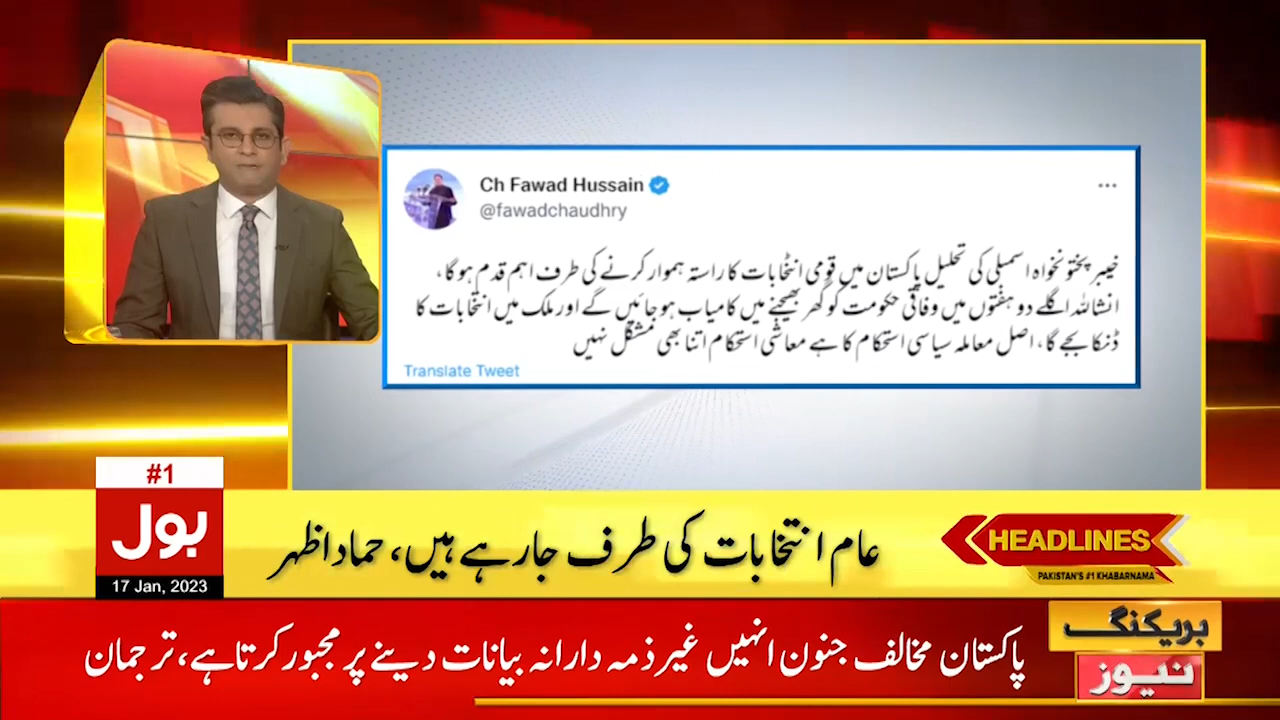 Ch Fawad Hussain
@fawadchaudhry
خیبر پختونخواہ اسمبلی کی تحلیل پاکستان میں قومی انتخابات کا راستہ ہموار کرنے کی طرف اہم قدم ہو گا،
انشاللہ اگلے دو ہفتوں میں وفاقی حکومت کو گھر بھیجنے میں کامیاب ہو جائیں گے اور ملک میں انتخابات کا
ڈنکا بجے گا، اصل معاملہ سیاسی استحکام کا ہے معاشی استحکام اتنا بھی مشکل نہیں
Translate Tweet
#1
بول
17 Jan, 2023
عام انتخابات کی طرف جارہے ہیں، حماد اظہر
HEADLINES
PAKISTAN'S #1 KHABARNAMA
بریکنگ
نیوز
پاکستان مخالف جنون انہیں غیر ذمہ دارانہ بیانات دینے پر مجبور کرتا ہے، ترجمان